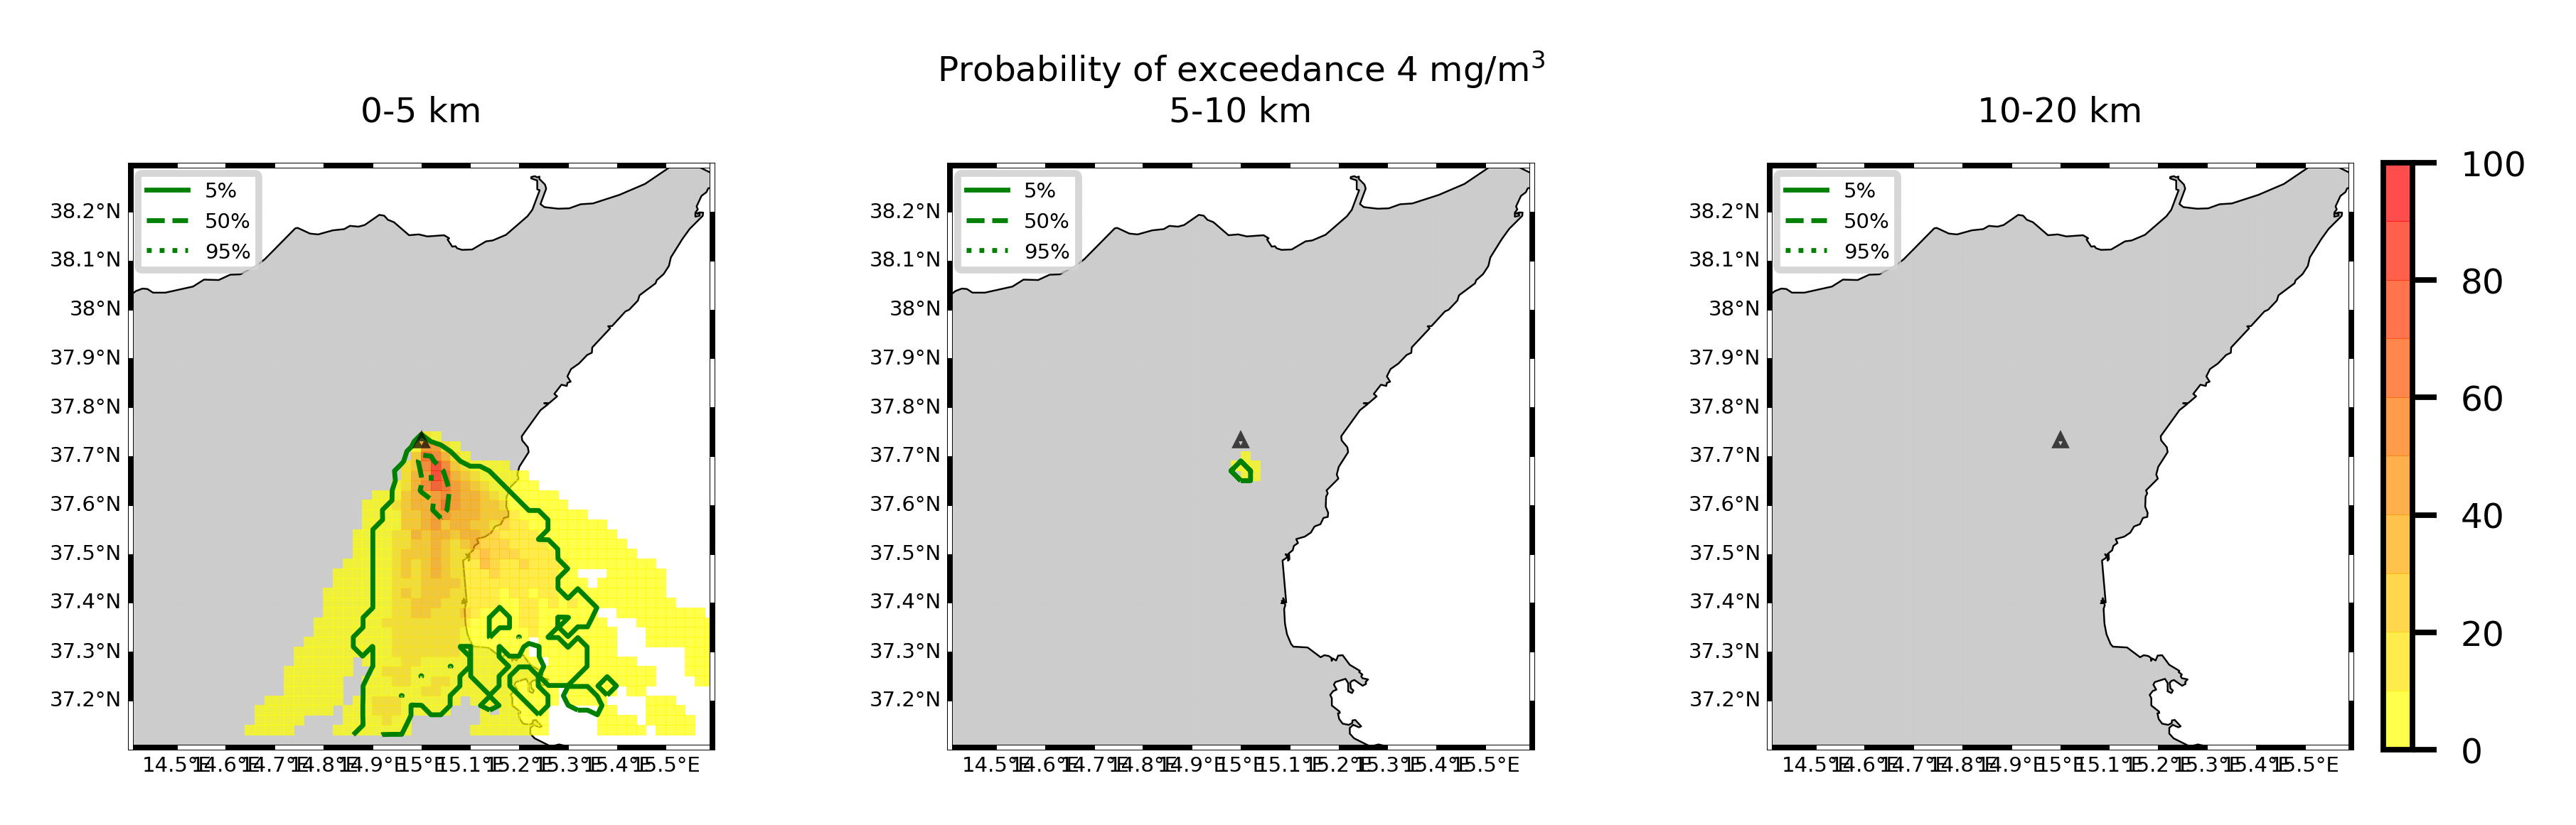 Probability of exceedance 4 mg/m³
0-5 km
5-10 km
10-20 km
5%
50%
95%
38.2°N
38.1°N
38°N
37.9°N
37.8°N
37.7°N
37.6°N
37.5°N
37.4°N
37.3°N
37.2°N
14.5°E 14.6°E 14.7°E 14.8°E 14.9°E 15°E 15.1°E 15.2°E 15.3°E 15.4°E 15.5°E
5%
50%
95%
38.2°N
38.1°N
38°N
37.9°N
37.8°N
37.7°N
37.6°N
37.5°N
37.4°N
37.3°N
37.2°N
14.5°E 14.6°E 14.7°E 14.8°E 14.9°E 15°E 15.1°E 15.2°E 15.3°E 15.4°E 15.5°E
5%
50%
95%
38.2°N
38.1°N
38°N
37.9°N
37.8°N
37.7°N
37.6°N
37.5°N
37.4°N
37.3°N
37.2°N
14.5°E 14.6°E 14.7°E 14.8°E 14.9°E 15°E 15.1°E 15.2°E 15.3°E 15.4°E 15.5°E
100
80
60
40
20
0